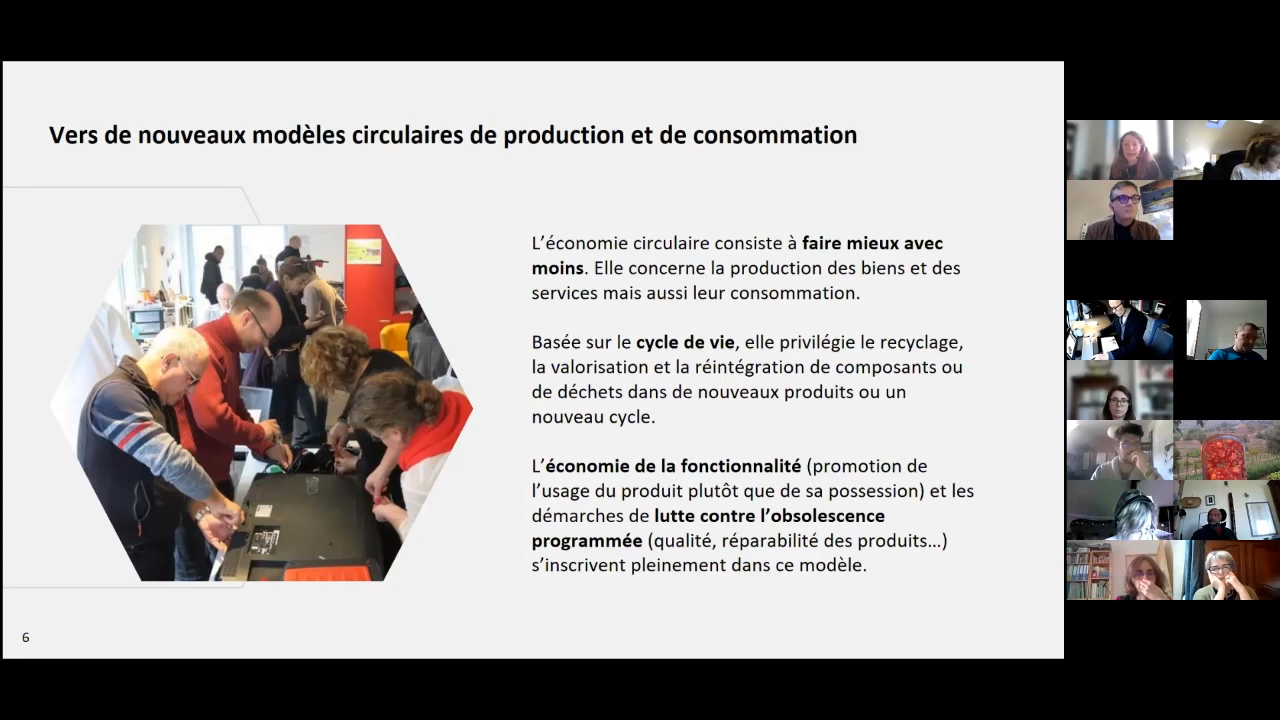 Vers de nouveaux modèles circulaires de production et de consommation
L'économie circulaire consiste à faire mieux avec
moins. Elle concerne la production des biens et des
services mais aussi leur consommation.
Basée sur le cycle de vie, elle privilégie le recyclage,
la valorisation et la réintégration de composants ou
de déchets dans de nouveaux produits ou un
nouveau cycle.
L'économie de la fonctionnalité (promotion de
l'usage du produit plutôt que de sa possession) et les
démarches de lutte contre l'obsolescence
programmée (qualité, réparabilité des produits…)
s'inscrivent pleinement dans ce modèle.
6